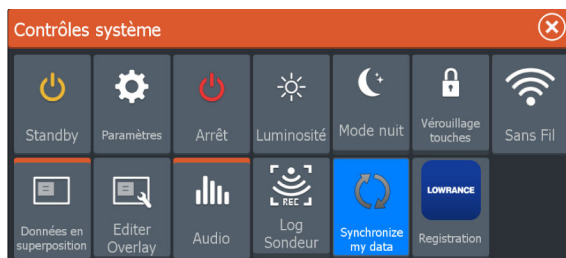 Contrôles système
Standby
Paramètres
Arrêt
Luminosité
Mode nuit
Vérouillage
touches
Sans Fil
Données en
superposition
Editer
Overlay
Audio
REC
Log
Sondeur
Synchronize
my data
LOWRANCE
Registration